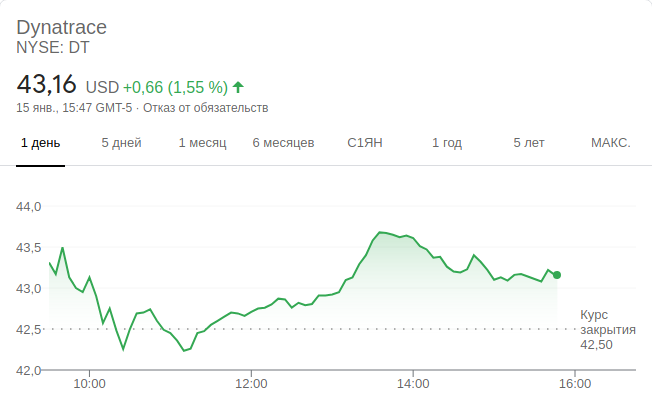 Dynatrace
NYSE: DT
43,16 USD +0,66 (1,55 %)
15 янв., 15:47 GMT-5 · Отказ от обязательств
1 день 5 дней 1 месяц 6 месяцев С1ЯН 1 год 5 лет МАКС.
44,0
43,5
43,0
42,5
42,0
Курс
закрытия
42,50
10:00 12:00 14:00 16:00